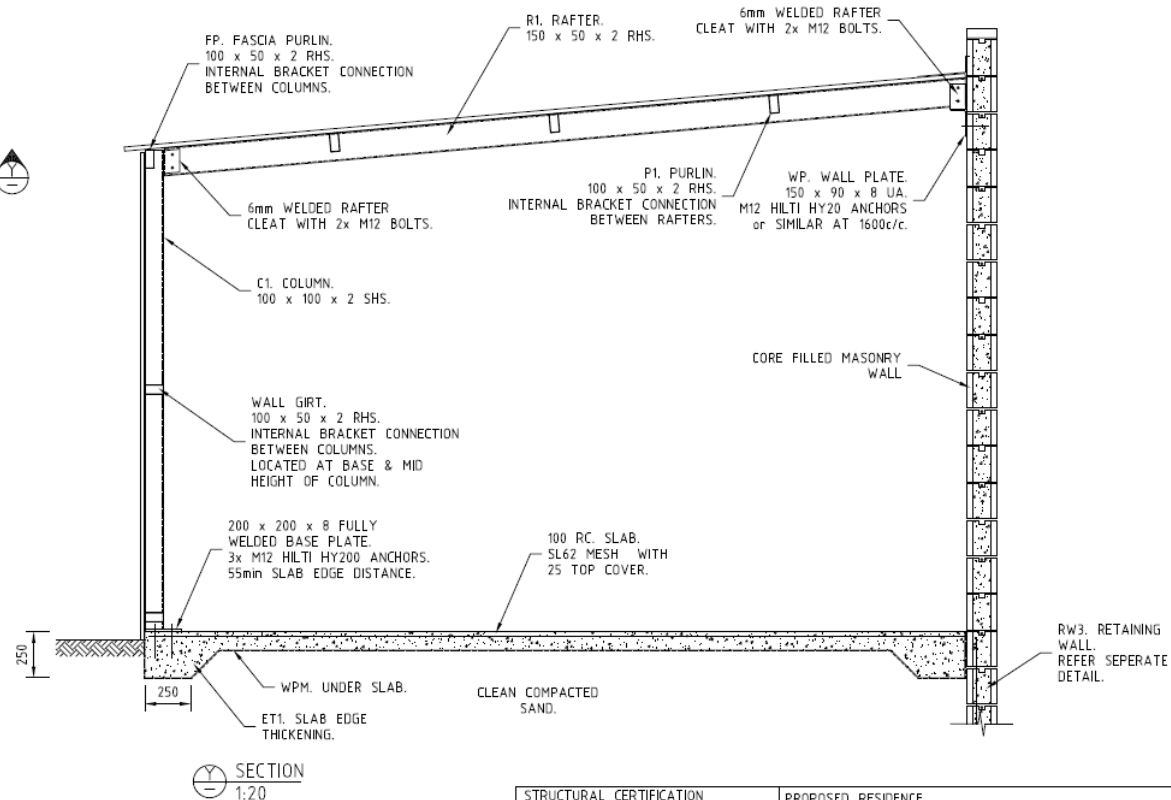 FP. FASCIA PURLIN.
100 x 50 x 2 RHS.
INTERNAL BRACKET CONNECTION
BETWEEN COLUMNS.
R1. RAFTER.
150 x 50 x 2 RHS.
6mm WELDED RAFTER
CLEAT WITH 2x M12 BOLTS.
Y
6mm WELDED RAFTER
CLEAT WITH 2x M12 BOLTS.
P1. PURLIN.
100 x 50 x 2 RHS.
INTERNAL BRACKET CONNECTION
BETWEEN RAFTERS.
WP. WALL PLATE.
150 x 90 x 8 UA.
M12 HILTI HY20 ANCHORS
or SIMILAR AT 1600c/c.
C1. COLUMN.
100 x 100 x 2 SHS.
CORE FILLED MASONRY
WALL
WALL GIRT.
100 x 50 x 2 RHS.
INTERNAL BRACKET CONNECTION
BETWEEN COLUMNS.
LOCATED AT BASE & MID
HEIGHT OF COLUMN.
200 x 200 x 8 FULLY
WELDED BASE PLATE.
3x M12 HILTI HY200 ANCHORS.
55min SLAB EDGE DISTANCE.
100 RC. SLAB.
SL62 MESH WITH
25 TOP COVER.
250
250
WPM. UNDER SLAB.
CLEAN COMPACTED
SAND.
ET1. SLAB EDGE
THICKENING.
RW3. RETAINING
WALL.
REFER SEPERATE
DETAIL.
Y
SECTION
1:20
STRUCTURAL CERTIFICATION
PROPOSED RESIDENCE